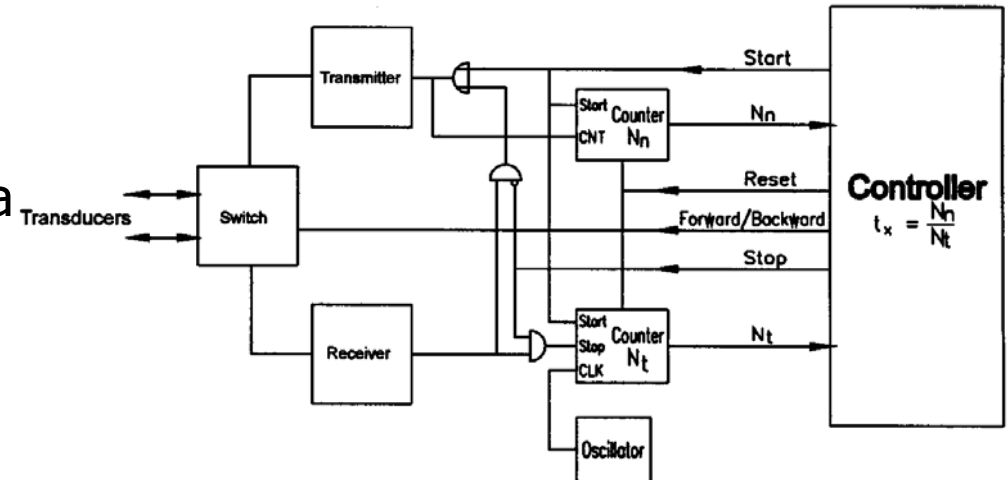 Transmitter
Start
Start
Counter
Nn
CNT
Nn
Reset
Controller
tx = Nn/Nt
a
Transducers
Switch
Forward/Backward
Stop
Receiver
Start
Counter
Stop
Nt
CLK
Nt
Oscillator